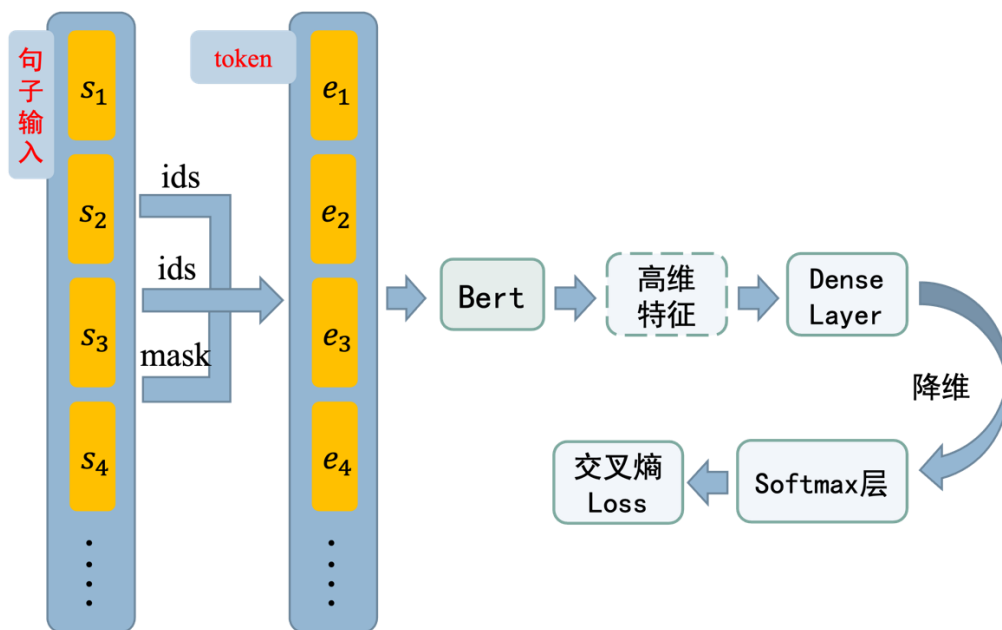 句子输入
s1
s2
s3
s4
ids
ids
mask
token
e1
e2
e3
e4
Bert
高维
特征
Dense
Layer
降维
Softmax层
交叉熵
Loss